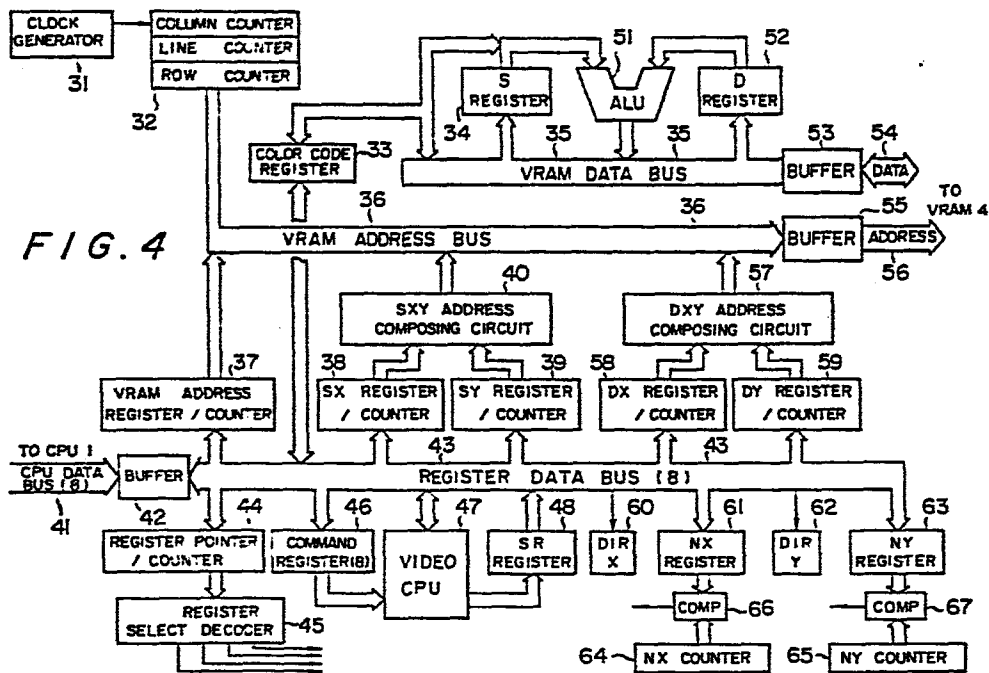 CLOCK
GENERATOR
31
COLUMN COUNTER
LINE COUNTER
ROW COUNTER
32
51
52
S
REGISTER
34
ALU
D
REGISTER
33
COLOR CODE
REGISTER
35
35
VRAM DATA BUS
53
BUFFER
54
DATA
TO
VRAM 4
FIG. 4
36
36
VRAM ADDRESS BUS
55
BUFFER
ADDRESS
56
40
SXY ADDRESS
COMPOSING CIRCUIT
57
DXY ADDRESS
COMPOSING CIRCUIT
37
VRAM ADDRESS
REGISTER / COUNTER
38
SX REGISTER
/ COUNTER
39
SY REGISTER
/ COUNTER
58
DX REGISTER
/ COUNTER
59
DY REGISTER
/ COUNTER
TO CPU 1
CPU DATA
BUS (8)
41
BUFFER
42
43
43
REGISTER DATA BUS (8)
44
REGISTER POINTER
/ COUNTER
46
COMMAND
REGISTER(8)
47
VIDEO
CPU
48
SR
REGISTER
60
DIR
X
61
NX
REGISTER
62
DIR
Y
63
NY
REGISTER
REGISTER
SELECT DECOCER
45
COMP
66
COMP
67
64
NX COUNTER
65
NY COUNTER